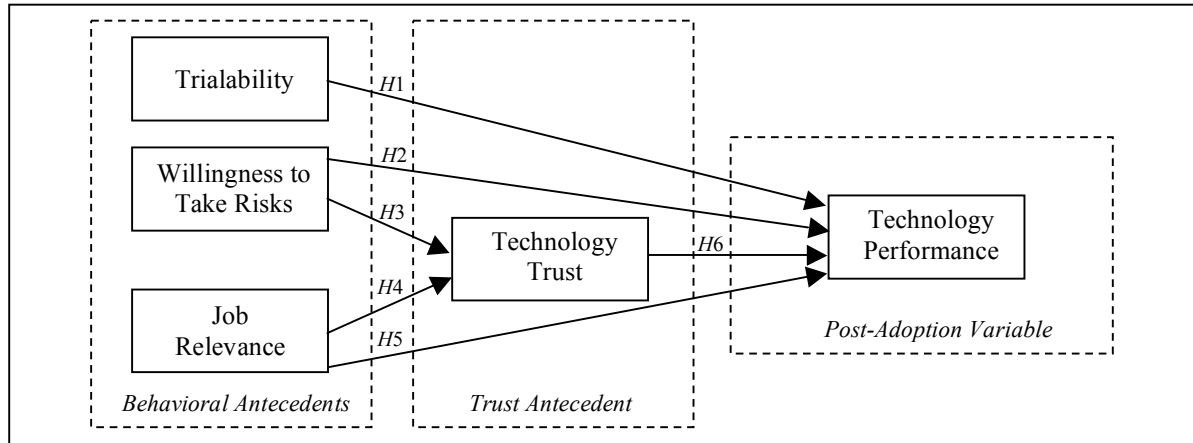 Trialability
H1
Willingness to
Take Risks
H2
H3
Technology
Trust
H6
Technology
Performance
Job
Relevance
H4
H5
Post-Adoption Variable
Behavioral Antecedents
Trust Antecedent